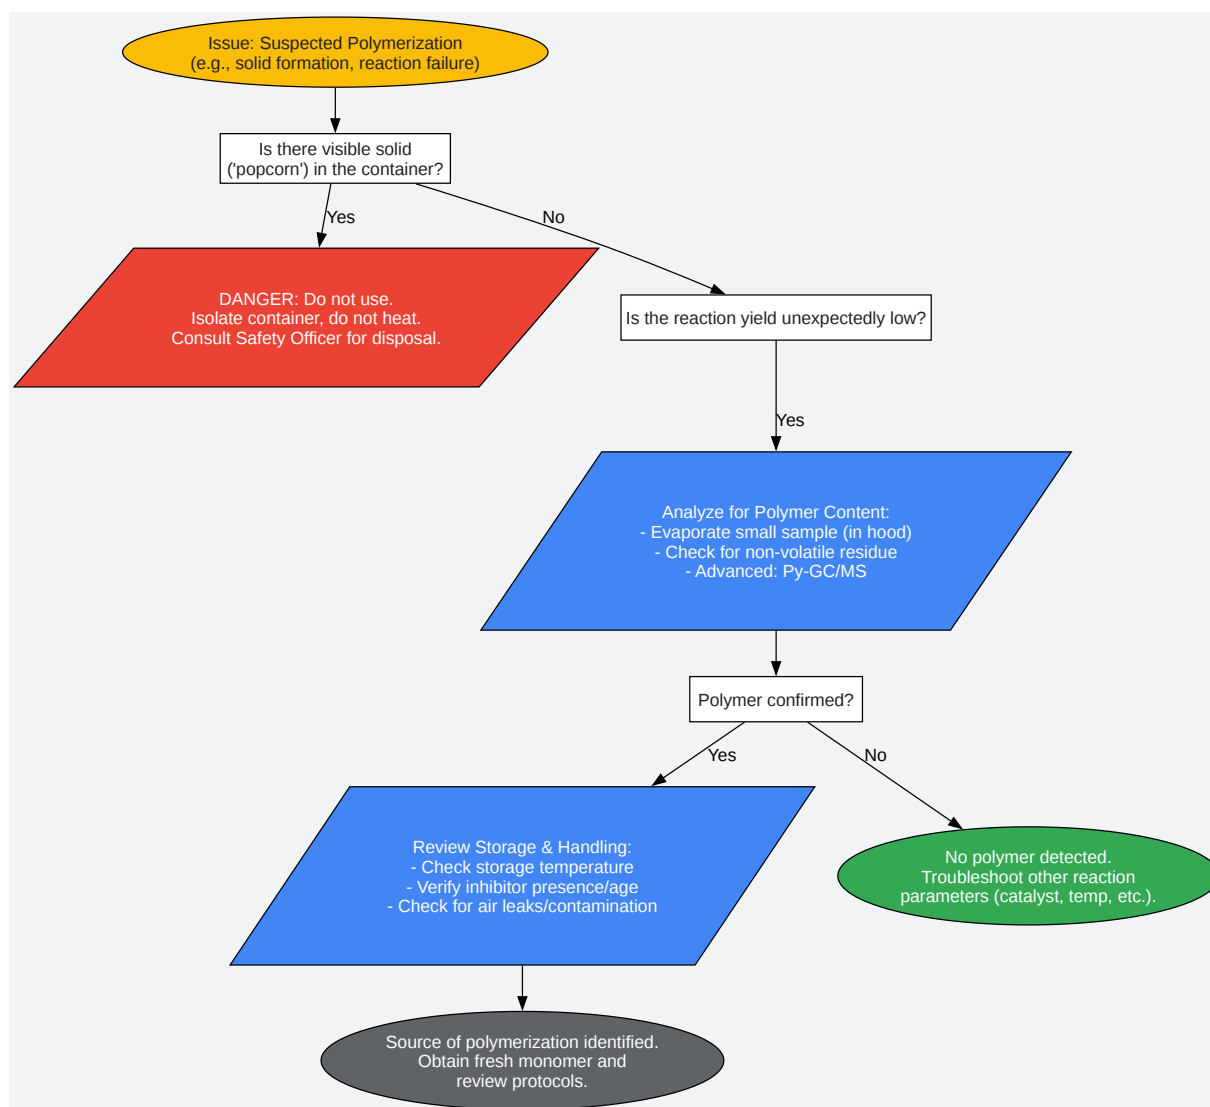 Issue: Suspected Polymerization
(e.g., solid formation, reaction failure)
Is there visible solid
('popcorn') in the container?
Yes
No
DANGER: Do not use.
Isolate container, do not heat.
Consult Safety Officer for disposal.
Is the reaction yield unexpectedly low?
Yes
Analyze for Polymer Content:
- Evaporate small sample (in hood)
- Check for non-volatile residue
- Advanced: Py-GC/MS
Polymer confirmed?
Yes
No
Review Storage & Handling:
- Check storage temperature
- Verify inhibitor presence/age
- Check for air leaks/contamination
No polymer detected.
Troubleshoot other reaction
parameters (catalyst, temp, etc.).
Source of polymerization identified.
Obtain fresh monomer and
review protocols.